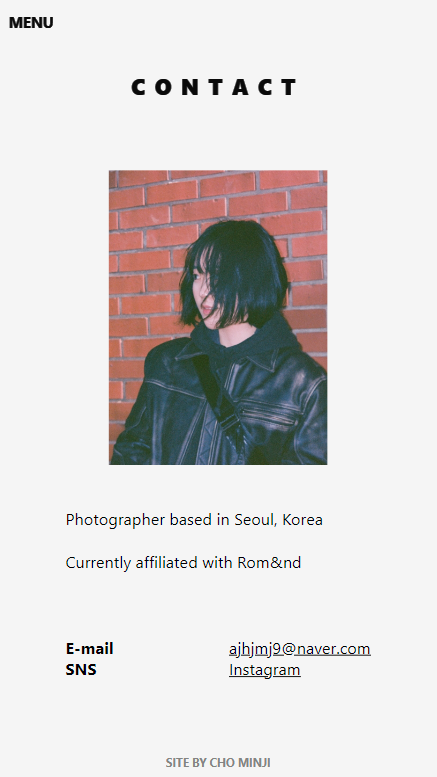 MENU
CONTACT
Photographer based in Seoul, Korea
Currently affiliated with Rom&nd
E-mail ajhjmj9@naver.com
SNS Instagram
SITE BY CHO MINJI